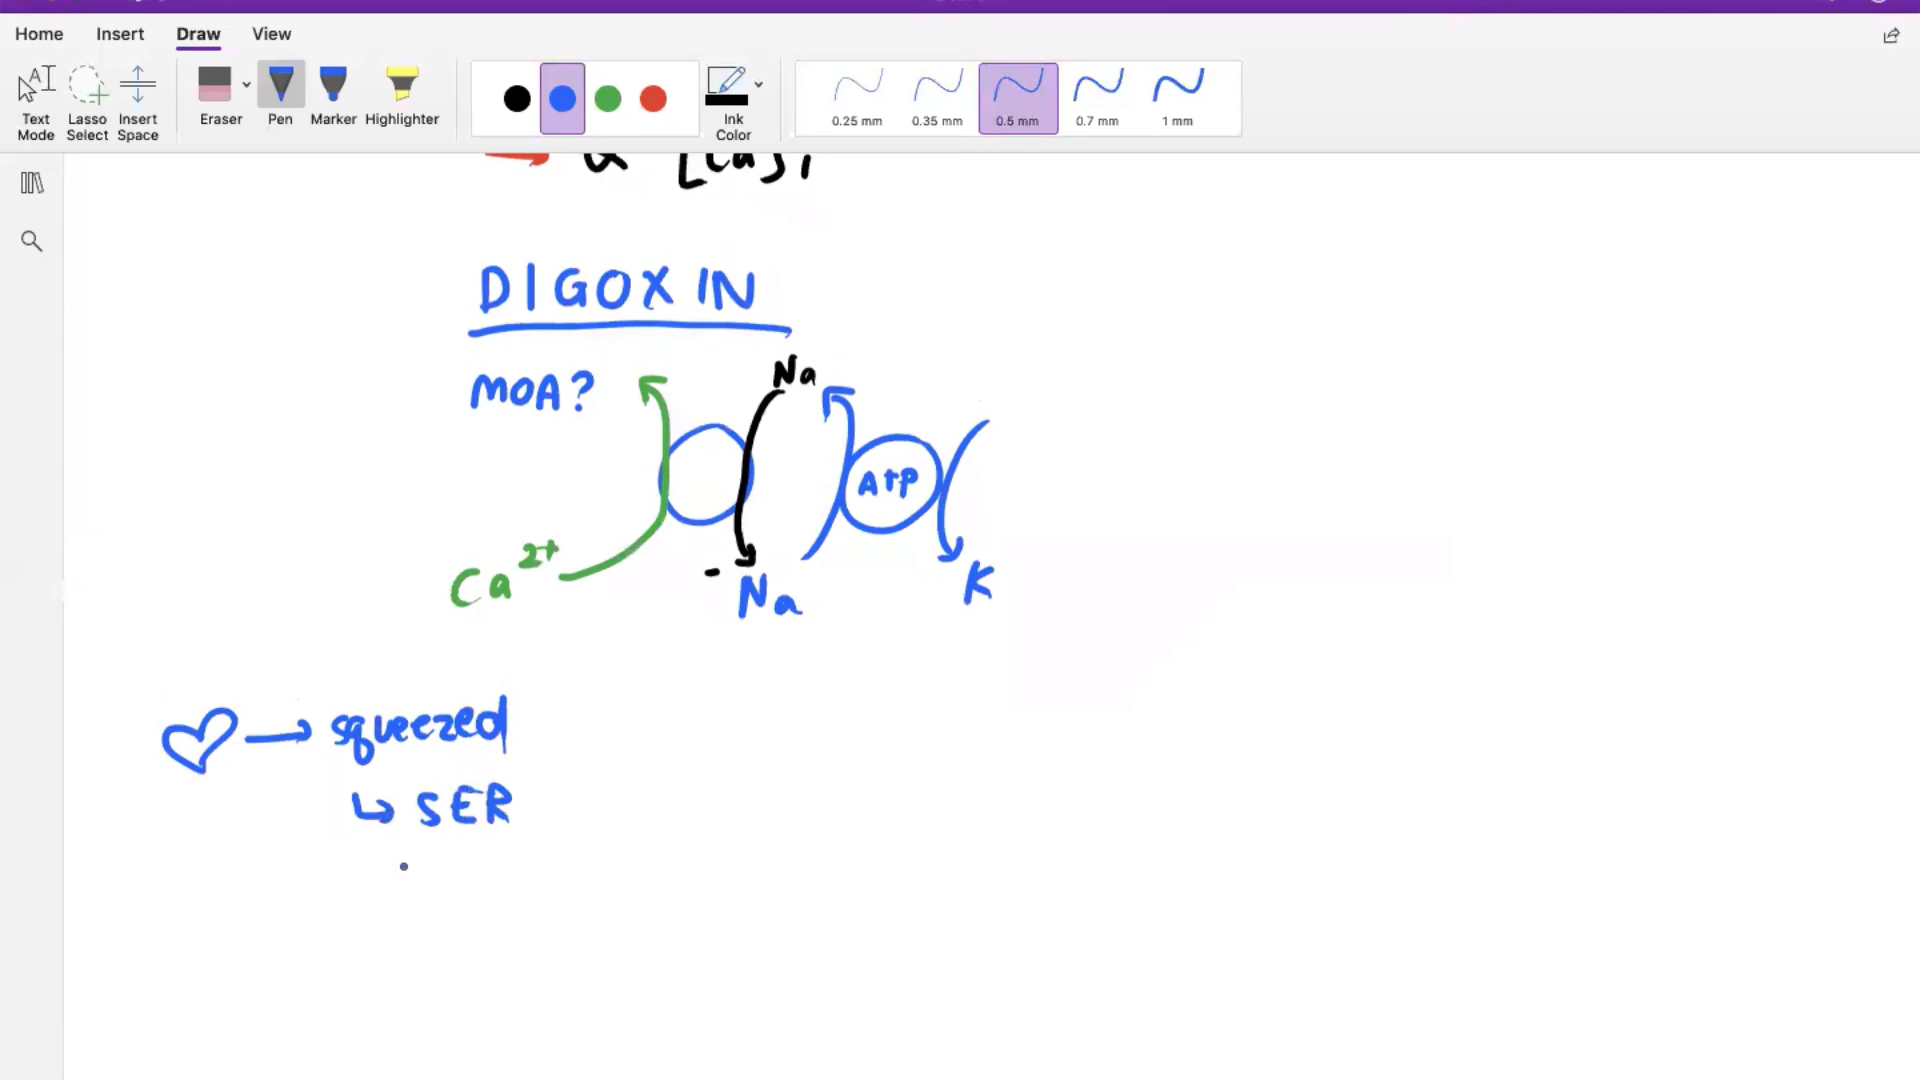 Home Insert Draw View
Text Mode Lasso Select Insert Space Eraser Pen Marker Highlighter Ink Color 0.25 mm 0.35 mm 0.5 mm 0.7 mm 1 mm
DIGOXIN
MOA?
Na
ATP
Ca2+
Na
K
squeezed
SER